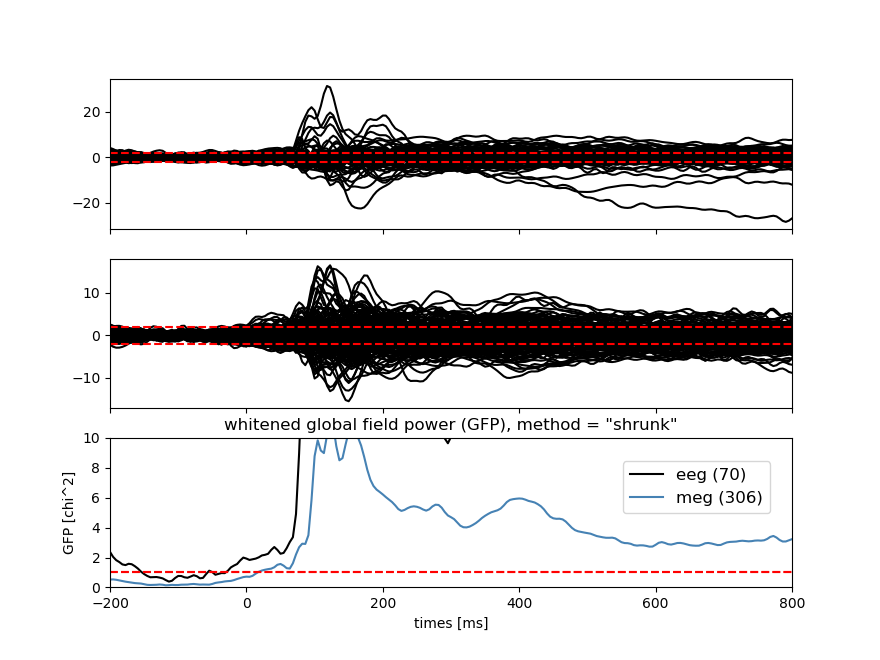 20
0
−20
10
0
−10
whitened global field power (GFP), method = "shrunk"
10
8
6
4
2
0
GFP [chi^2]
eeg (70)
meg (306)
−200 0 200 400 600 800
times [ms]